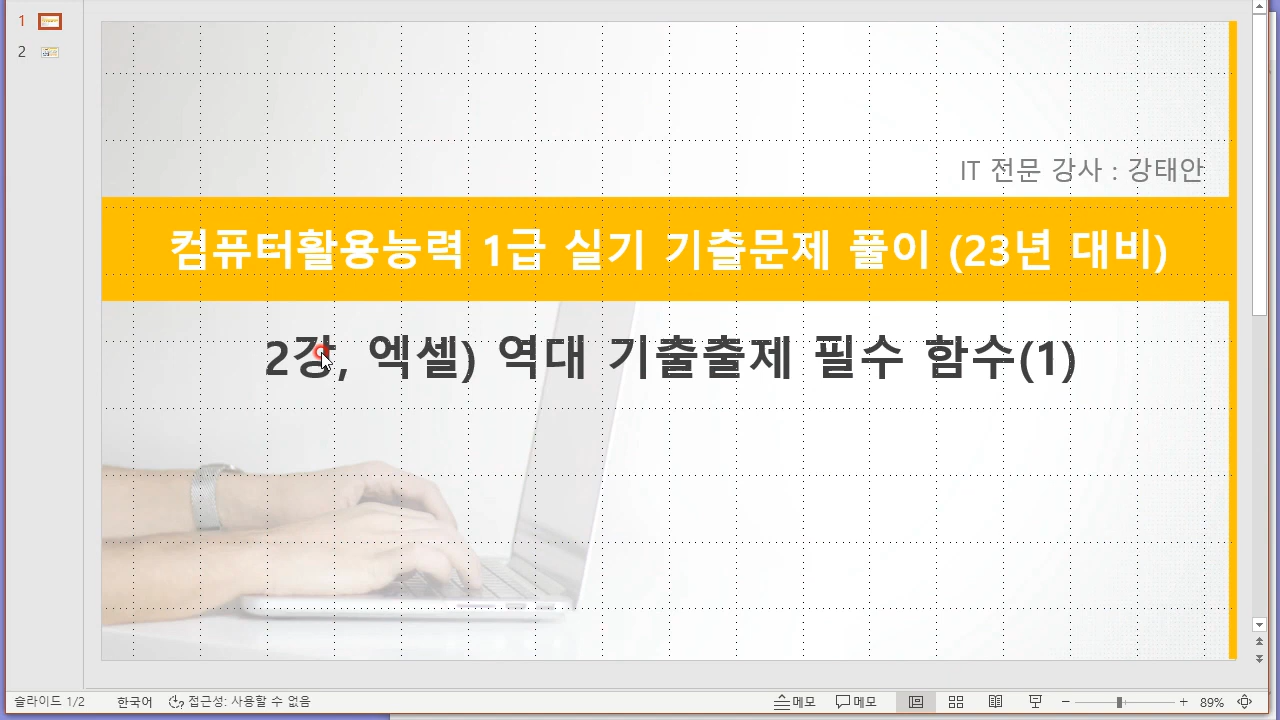 1
2
IT 전문 강사 : 강태안
컴퓨터활용능력 1급 실기 기출문제 풀이 (23년 대비)
2강, 엑셀) 역대 기출출제 필수 함수(1)
슬라이드 1/2 한국어 접근성: 사용할 수 없음 메모 메모 89%